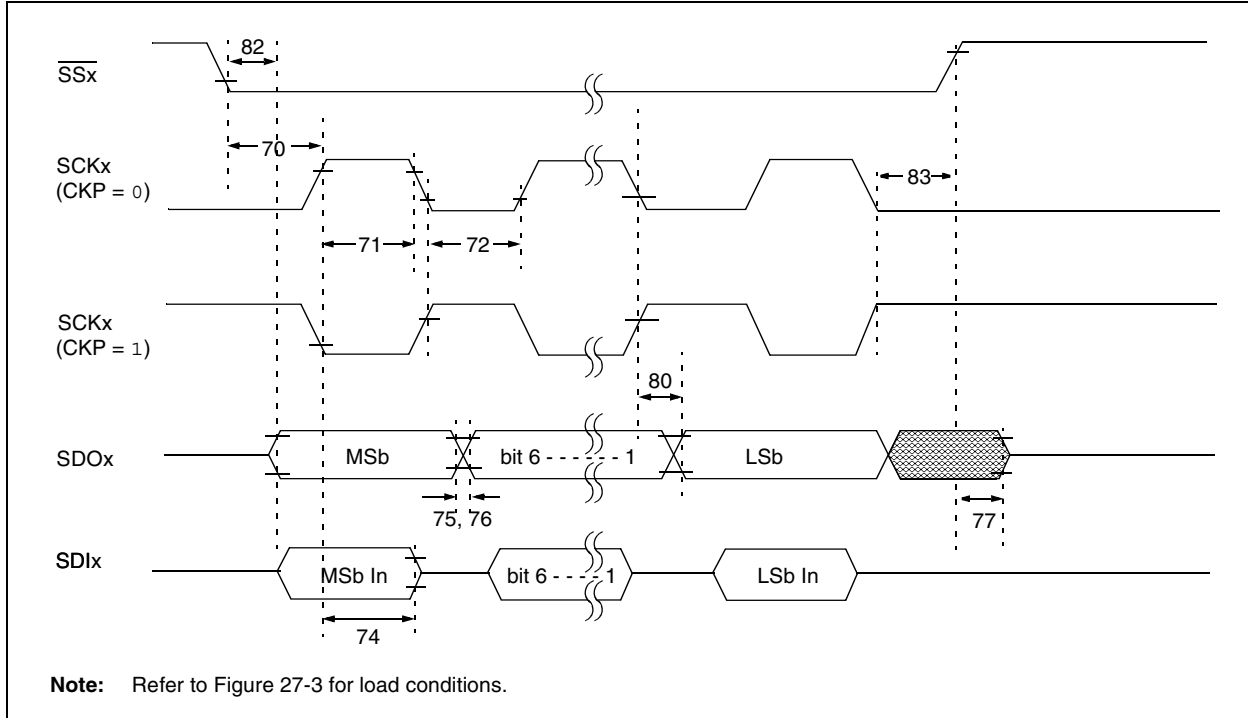 82
SSx
70
SCKx
(CKP = 0)
83
71
72
SCKx
(CKP = 1)
80
SDOx
MSb
bit 6 - - - - - - 1
LSb
75, 76
77
SDIx
MSb In
bit 6 - - - - 1
LSb In
74
Note: Refer to Figure 27-3 for load conditions.